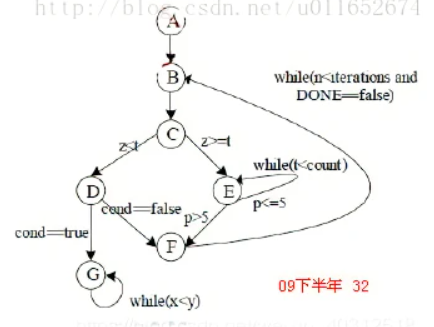 http://blog.csdn.net/u011652674
A
B
while(n<iterations and
DONE==false)
C
z<t
z>=t
while(t<count)
D
E
cond==false
p>5
p<=5
cond==true
F
G
while(x<y)
09下半年 32